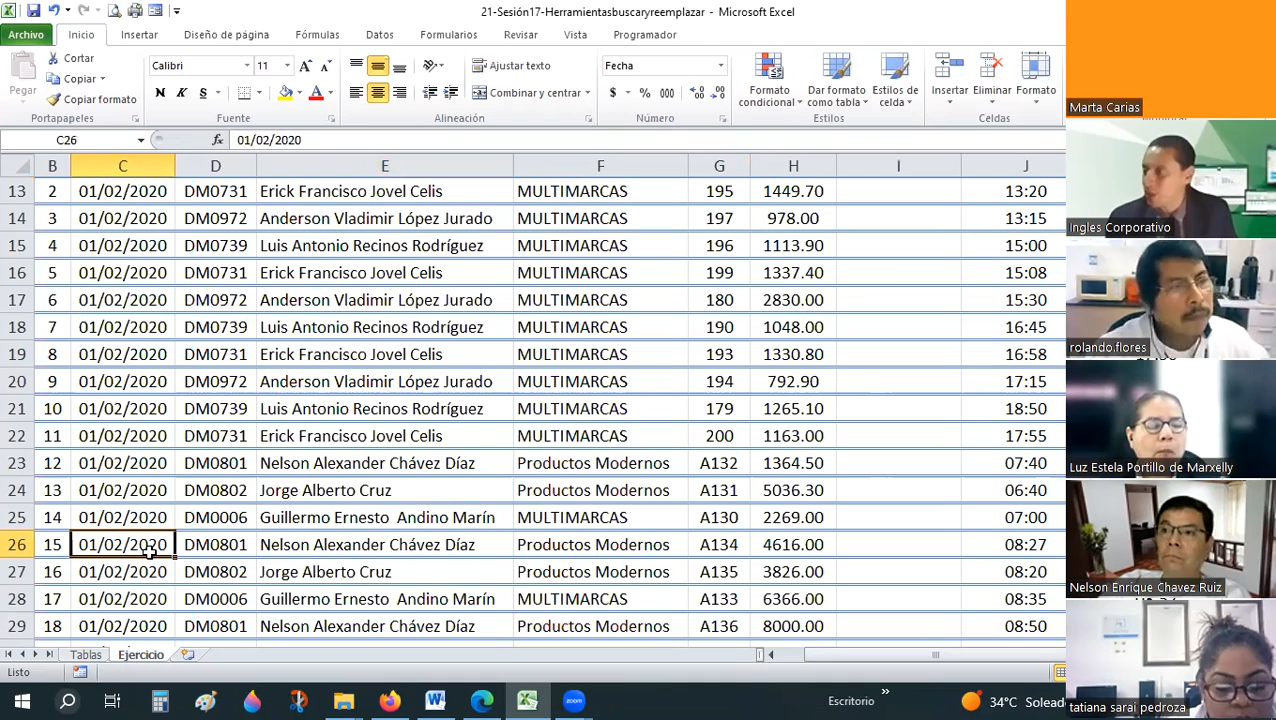 21-Sesión17-Herramientasbuscaryreemplazar - Microsoft Excel
Archivo Inicio Insertar Diseño de página Fórmulas Datos Formularios Revisar Vista Programador
Pegar
Cortar
Copiar
Copiar formato
Portapapeles
Calibri 11
N K S
Fuente
Ajustar texto
Combinar y centrar
Alineación
Fecha
$ % 000
Número
Formato condicional
Dar formato como tabla
Estilos de celda
Estilos
Insertar
Eliminar
Formato
Celdas
C26 fx 01/02/2020
B C D E F G H I J
13 2 01/02/2020 DM0731 Erick Francisco Jovel Celis MULTIMARCAS 195 1449.70 13:20
14 3 01/02/2020 DM0972 Anderson Vladimir López Jurado MULTIMARCAS 197 978.00 13:15
15 4 01/02/2020 DM0739 Luis Antonio Recinos Rodríguez MULTIMARCAS 196 1113.90 15:00
16 5 01/02/2020 DM0731 Erick Francisco Jovel Celis MULTIMARCAS 199 1337.40 15:08
17 6 01/02/2020 DM0972 Anderson Vladimir López Jurado MULTIMARCAS 180 2830.00 15:30
18 7 01/02/2020 DM0739 Luis Antonio Recinos Rodríguez MULTIMARCAS 190 1048.00 16:45
19 8 01/02/2020 DM0731 Erick Francisco Jovel Celis MULTIMARCAS 193 1330.80 16:58
20 9 01/02/2020 DM0972 Anderson Vladimir López Jurado MULTIMARCAS 194 792.90 17:15
21 10 01/02/2020 DM0739 Luis Antonio Recinos Rodríguez MULTIMARCAS 179 1265.10 18:50
22 11 01/02/2020 DM0731 Erick Francisco Jovel Celis MULTIMARCAS 200 1163.00 17:55
23 12 01/02/2020 DM0801 Nelson Alexander Chávez Díaz Productos Modernos A132 1364.50 07:40
24 13 01/02/2020 DM0802 Jorge Alberto Cruz Productos Modernos A131 5036.30 06:40
25 14 01/02/2020 DM0006 Guillermo Ernesto Andino Marín Productos Modernos A130 2269.00 07:00
26 15 01/02/2020 DM0801 Nelson Alexander Chávez Díaz Productos Modernos A134 4616.00 08:27
27 16 01/02/2020 DM0802 Jorge Alberto Cruz Productos Modernos A135 3826.00 08:20
28 17 01/02/2020 DM0006 Guillermo Ernesto Andino Marín Productos Modernos A133 6366.00 08:35
29 18 01/02/2020 DM0801 Nelson Alexander Chávez Díaz Productos Modernos A136 8000.00 08:50
Tablas Ejercicio
Listo
Escritorio 34°C Soleado
Marta Carias
Ingles Corporativo
rolando.flores
Luz Estela Portillo de Marxelly
Nelson Enrique Chavez Ruiz
tatiana sarai pedroza